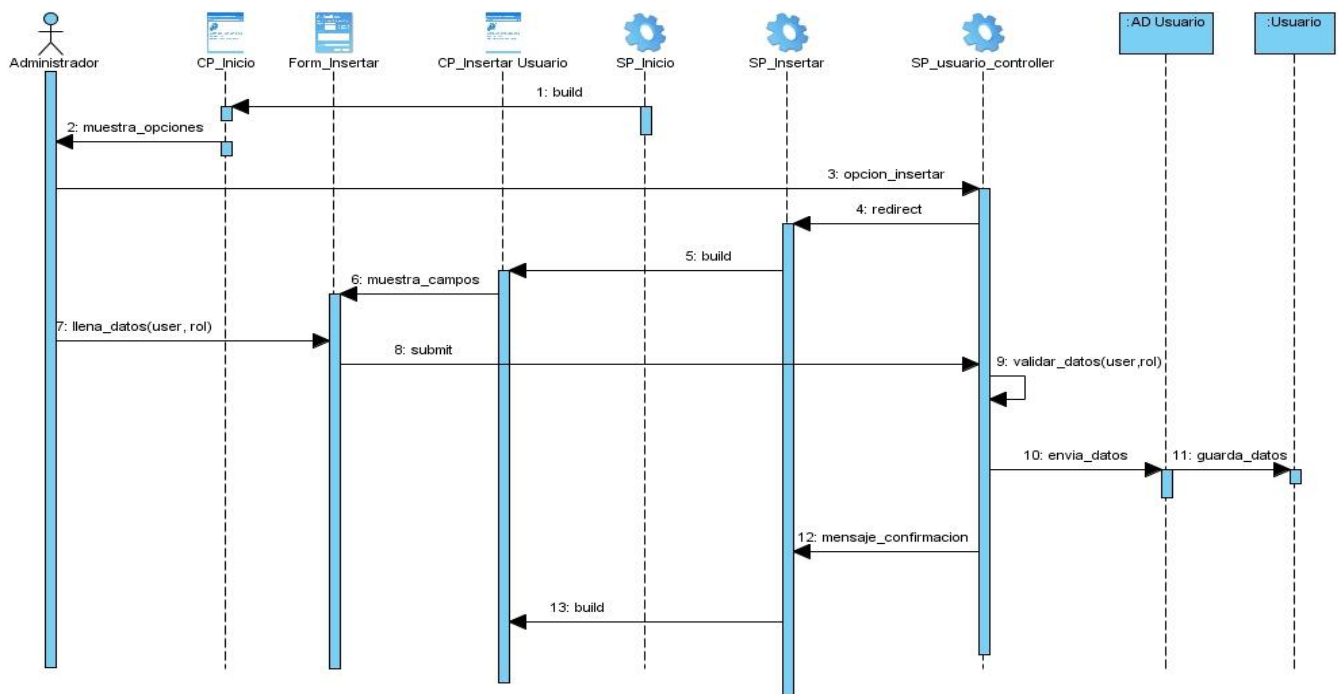 :AD Usuario
:Usuario
Administrador
CP_Inicio
Form_Insertar
CP_Insertar Usuario
SP_Inicio
SP_Insertar
SP_usuario_controller
1: build
2: muestra_opciones
3: opcion_insertar
4: redirect
5: build
6: muestra_campos
7: llena_datos(user, rol)
8: submit
9: validar_datos(user,rol)
10: envia_datos
11: guarda_datos
12: mensaje_confirmacion
13: build